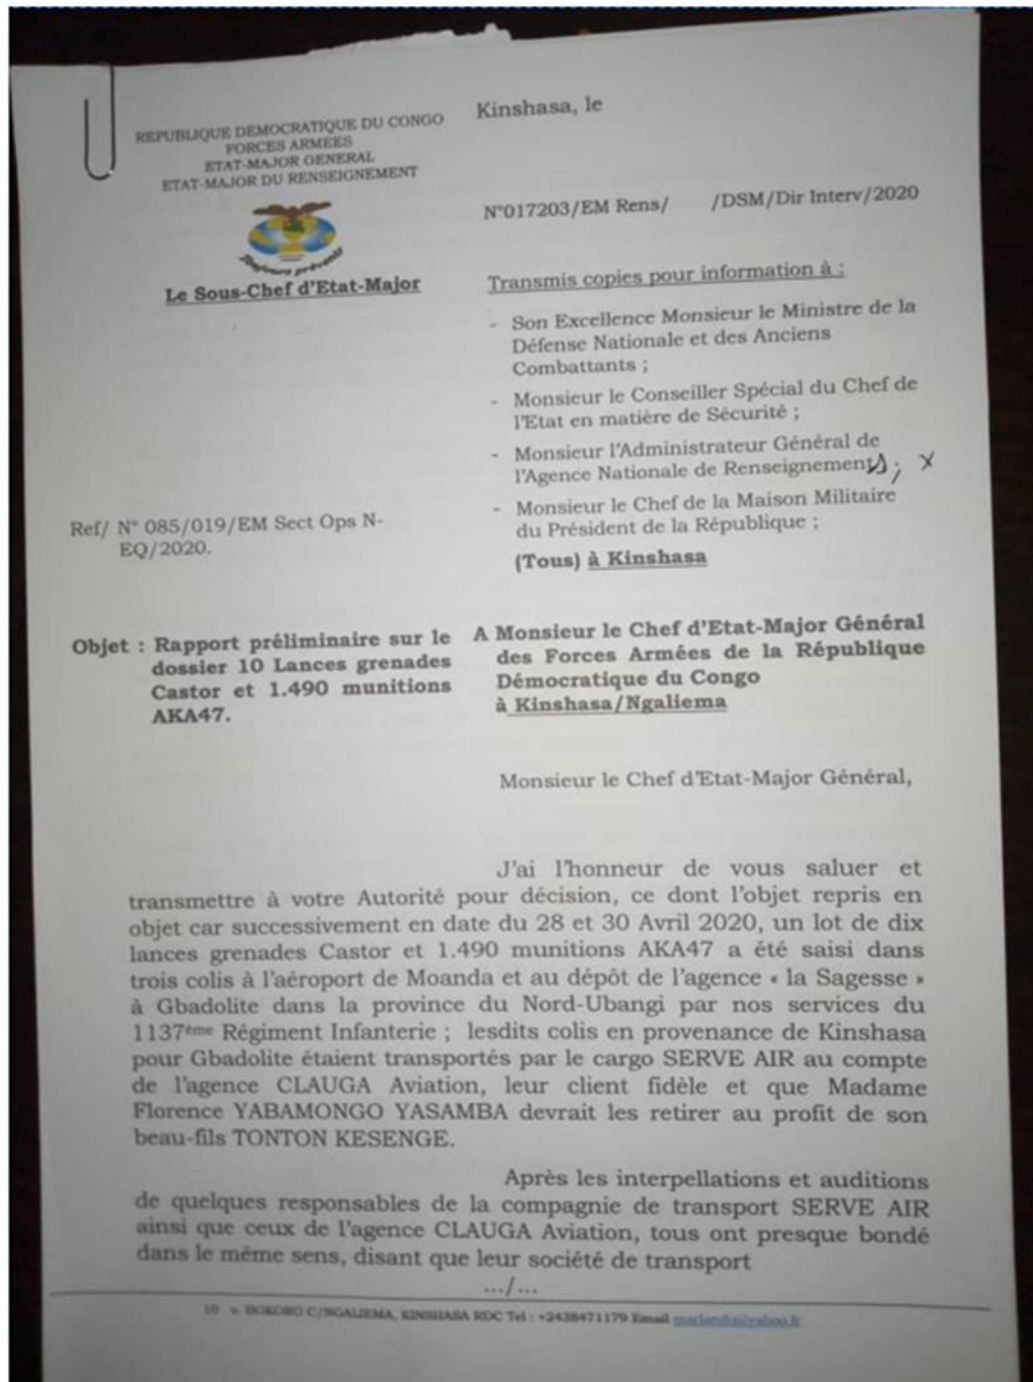 REPUBLIQUE DEMOCRATIQUE DU CONGO
FORCES ARMEES
ETAT-MAJOR GENERAL
ETAT-MAJOR DU RENSEIGNEMENT
Toujours prévenir
Le Sous-Chef d'Etat-Major
Kinshasa, le
N°017203/EM Rens/ /DSM/Dir Interv/2020
Transmis copies pour information à :
- Son Excellence Monsieur le Ministre de la
Défense Nationale et des Anciens
Combattants ;
- Monsieur le Conseiller Spécial du Chef de
l'Etat en matière de Sécurité ;
- Monsieur l'Administrateur Général de
l'Agence Nationale de Renseignements ; x
- Monsieur le Chef de la Maison Militaire
du Président de la République ;
(Tous) à Kinshasa
Ref/ N° 085/019/EM Sect Ops N-
EQ/2020.
Objet : Rapport préliminaire sur le
dossier 10 Lances grenades
Castor et 1.490 munitions
AKA47.
A Monsieur le Chef d'Etat-Major Général
des Forces Armées de la République
Démocratique du Congo
à Kinshasa/Ngaliema
Monsieur le Chef d'Etat-Major Général,
J'ai l'honneur de vous saluer et
transmettre à votre Autorité pour décision, ce dont l'objet repris en
objet car successivement en date du 28 et 30 Avril 2020, un lot de dix
lances grenades Castor et 1.490 munitions AKA47 a été saisi dans
trois colis à l'aéroport de Moanda et au dépôt de l'agence « la Sagesse »
à Gbadolite dans la province du Nord-Ubangi par nos services du
1137ème Régiment Infanterie ; lesdits colis en provenance de Kinshasa
pour Gbadolite étaient transportés par le cargo SERVE AIR au compte
de l'agence CLAUGA Aviation, leur client fidèle et que Madame
Florence YABAMONGO YASAMBA devrait les retirer au profit de son
beau-fils TONTON KESENGE.
Après les interpellations et auditions
de quelques responsables de la compagnie de transport SERVE AIR
ainsi que ceux de l'agence CLAUGA Aviation, tous ont presque bondé
dans le même sens, disant que leur société de transport
.../...
10 v. BOKOBO C/NGALIEMA, KINSHASA RDC Tel : +2438471179 Email